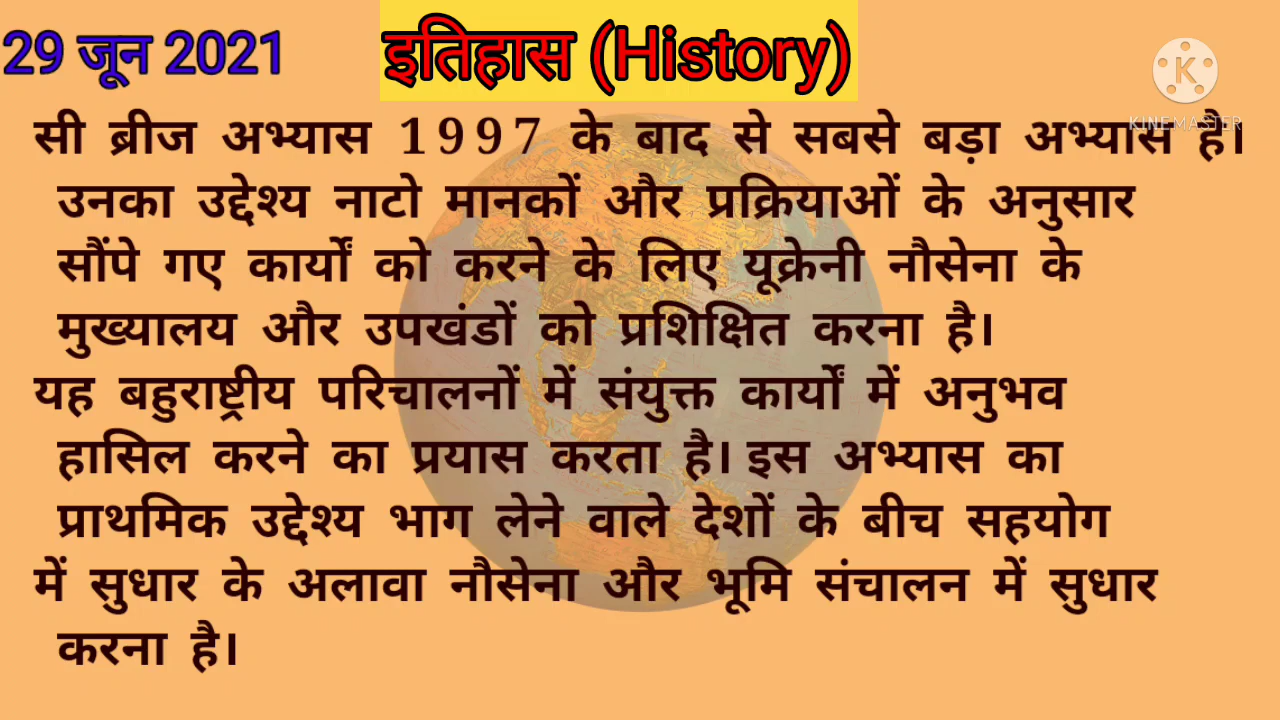 29 जून 2021
इतिहास (History)
K
KINEMASTER
सी ब्रीज अभ्यास 1997 के बाद से सबसे बड़ा अभ्यास है।
उनका उद्देश्य नाटो मानकों और प्रक्रियाओं के अनुसार
सौंपे गए कार्यों को करने के लिए यूक्रेनी नौसेना के
मुख्यालय और उपखंडों को प्रशिक्षित करना है।
यह बहुराष्ट्रीय परिचालनों में संयुक्त कार्यों में अनुभव
हासिल करने का प्रयास करता है। इस अभ्यास का
प्राथमिक उद्देश्य भाग लेने वाले देशों के बीच सहयोग
में सुधार के अलावा नौसेना और भूमि संचालन में सुधार
करना है।